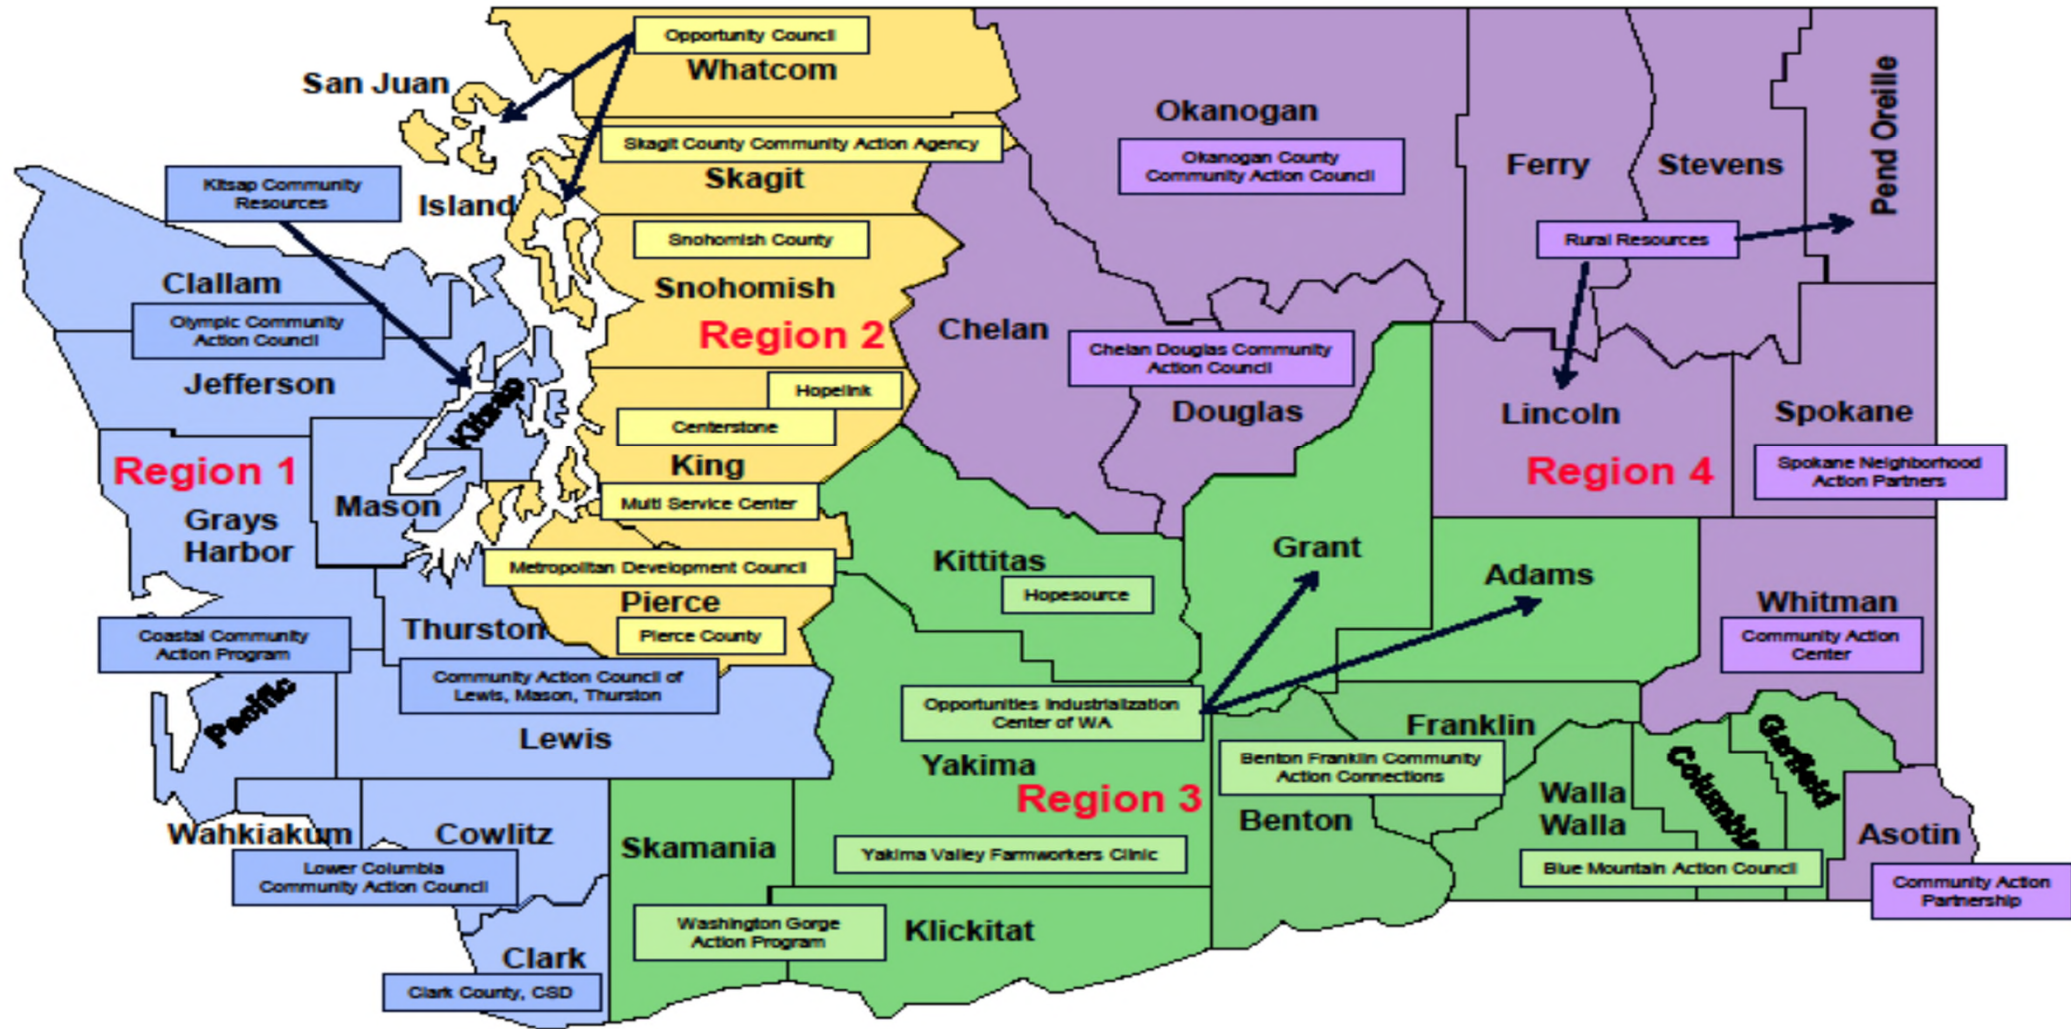 Opportunity Council
Whatcom
San Juan
Okanogan
Pend Oreille
Skagit County Community Action Agency
Okanogan County
Community Action Council
Ferry
Stevens
Skagit
Kitsap Community
Resources
Island
Snohomish County
Rural Resources
Clallam
Snohomish
Olympic Community
Action Council
Region 2
Chelan
Chelan Douglas Community
Action Council
Jefferson
Hopelink
Kitsap
Centerstone
Douglas
Lincoln
Spokane
Region 1
King
Region 4
Spokane Neighborhood
Action Partners
Mason
Multi Service Center
Grays
Harbor
Kittitas
Grant
Adams
Metropolitan Development Council
Hopesource
Pierce
Whitman
Thurston
Coastal Community
Action Program
Pierce County
Community Action
Center
Community Action Council of
Lewis, Mason, Thurston
Pacific
Opportunities Industrialization
Center of WA
Franklin
Garfield
Lewis
Yakima
Benton Franklin Community
Action Connections
Columbia
Region 3
Walla
Walla
Benton
Wahkiakum
Cowlitz
Skamania
Yakima Valley Farmworkers Clinic
Asotin
Lower Columbia
Community Action Council
Blue Mountain Action Council
Community Action
Partnership
Washington Gorge
Action Program
Klickitat
Clark
Clark County, CSD